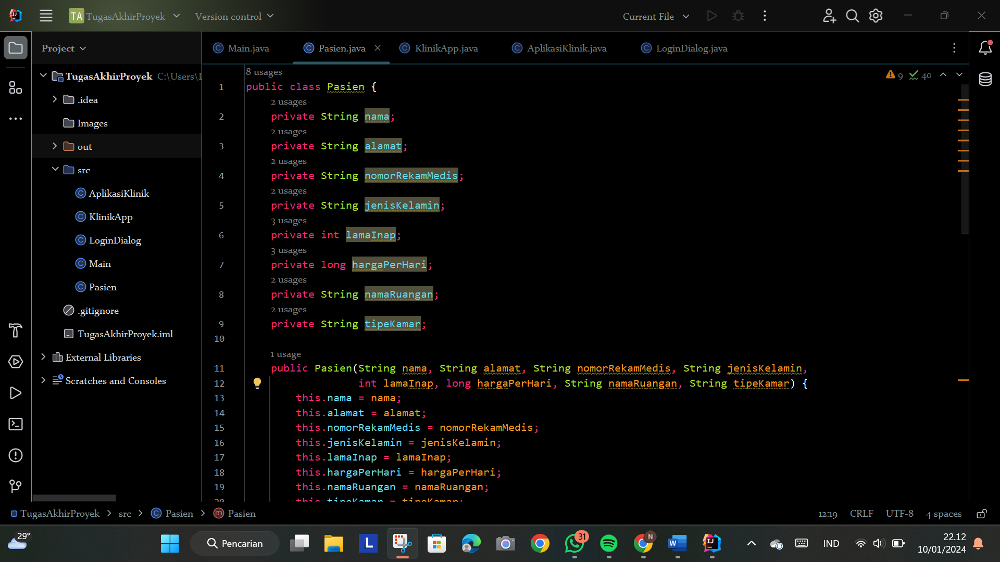 TA TugasAkhirProyek Version control Current File
Project
Main.java Pasien.java KlinikApp.java AplikasiKlinik.java LoginDialog.java
TugasAkhirProyek C:\Users\
.idea
Images
out
src
AplikasiKlinik
KlinikApp
LoginDialog
Main
Pasien
.gitignore
TugasAkhirProyek.iml
External Libraries
Scratches and Consoles
9 40
8 usages
1 public class Pasien {
2 usages
2 private String nama;
2 usages
3 private String alamat;
2 usages
4 private String nomorRekamMedis;
2 usages
5 private String jenisKelamin;
3 usages
6 private int lamaInap;
3 usages
7 private long hargaPerHari;
2 usages
8 private String namaRuangan;
2 usages
9 private String tipeKamar;
10
1 usage
11 public Pasien(String nama, String alamat, String nomorRekamMedis, String jenisKelamin,
12 int lamaInap, long hargaPerHari, String namaRuangan, String tipeKamar) {
13 this.nama = nama;
14 this.alamat = alamat;
15 this.nomorRekamMedis = nomorRekamMedis;
16 this.jenisKelamin = jenisKelamin;
17 this.lamaInap = lamaInap;
18 this.hargaPerHari = hargaPerHari;
19 this.namaRuangan = namaRuangan;
20 this.tipeKamar = tipeKamar;
TugasAkhirProyek > src > Pasien > Pasien
12:19 CRLF UTF-8 4 spaces
29°
Pencarian
31
N
IND
22.12
10/01/2024